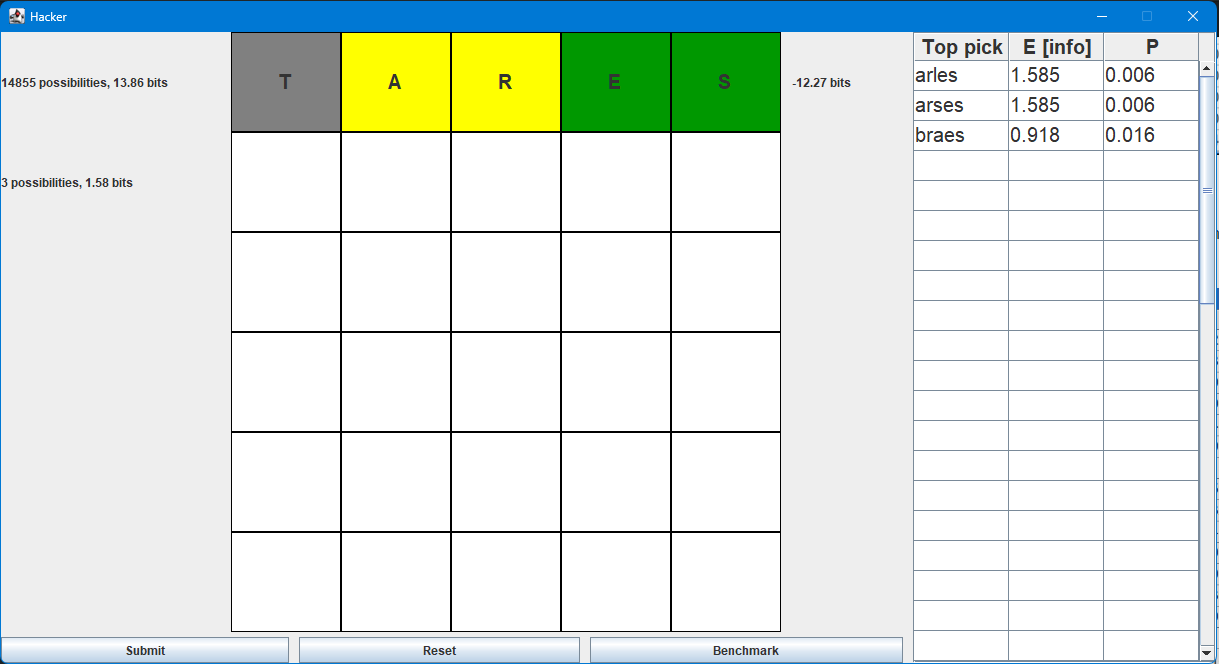 Hacker
14855 possibilities, 13.86 bits
T A R E S
-12.27 bits
3 possibilities, 1.58 bits
Top pick E [info] P
arles 1.585 0.006
arses 1.585 0.006
braes 0.918 0.016
Submit Reset Benchmark